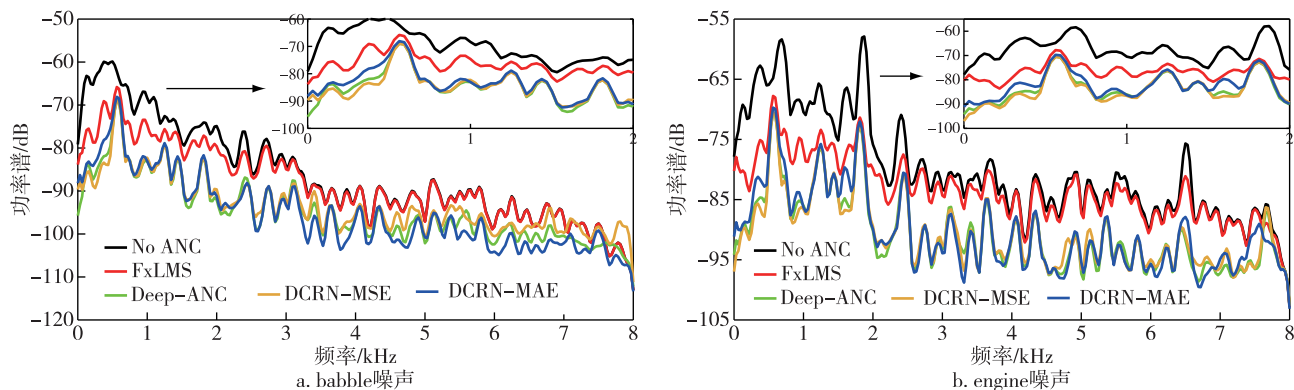 -50
-60
-70
-80
-90
-100
-110
-120
功率谱/dB
0 1 2 3 4 5 6 7 8
频率/kHz
-60
-70
-80
-90
-100
0 1 2
No ANC
FxLMS
Deep-ANC DCRN-MSE DCRN-MAE
a. babble噪声
-55
-65
-75
-85
-95
-105
功率谱/dB
0 1 2 3 4 5 6 7 8
频率/kHz
-60
-70
-80
-90
-100
0 1 2
No ANC
FxLMS
Deep-ANC DCRN-MSE DCRN-MAE
b. engine噪声